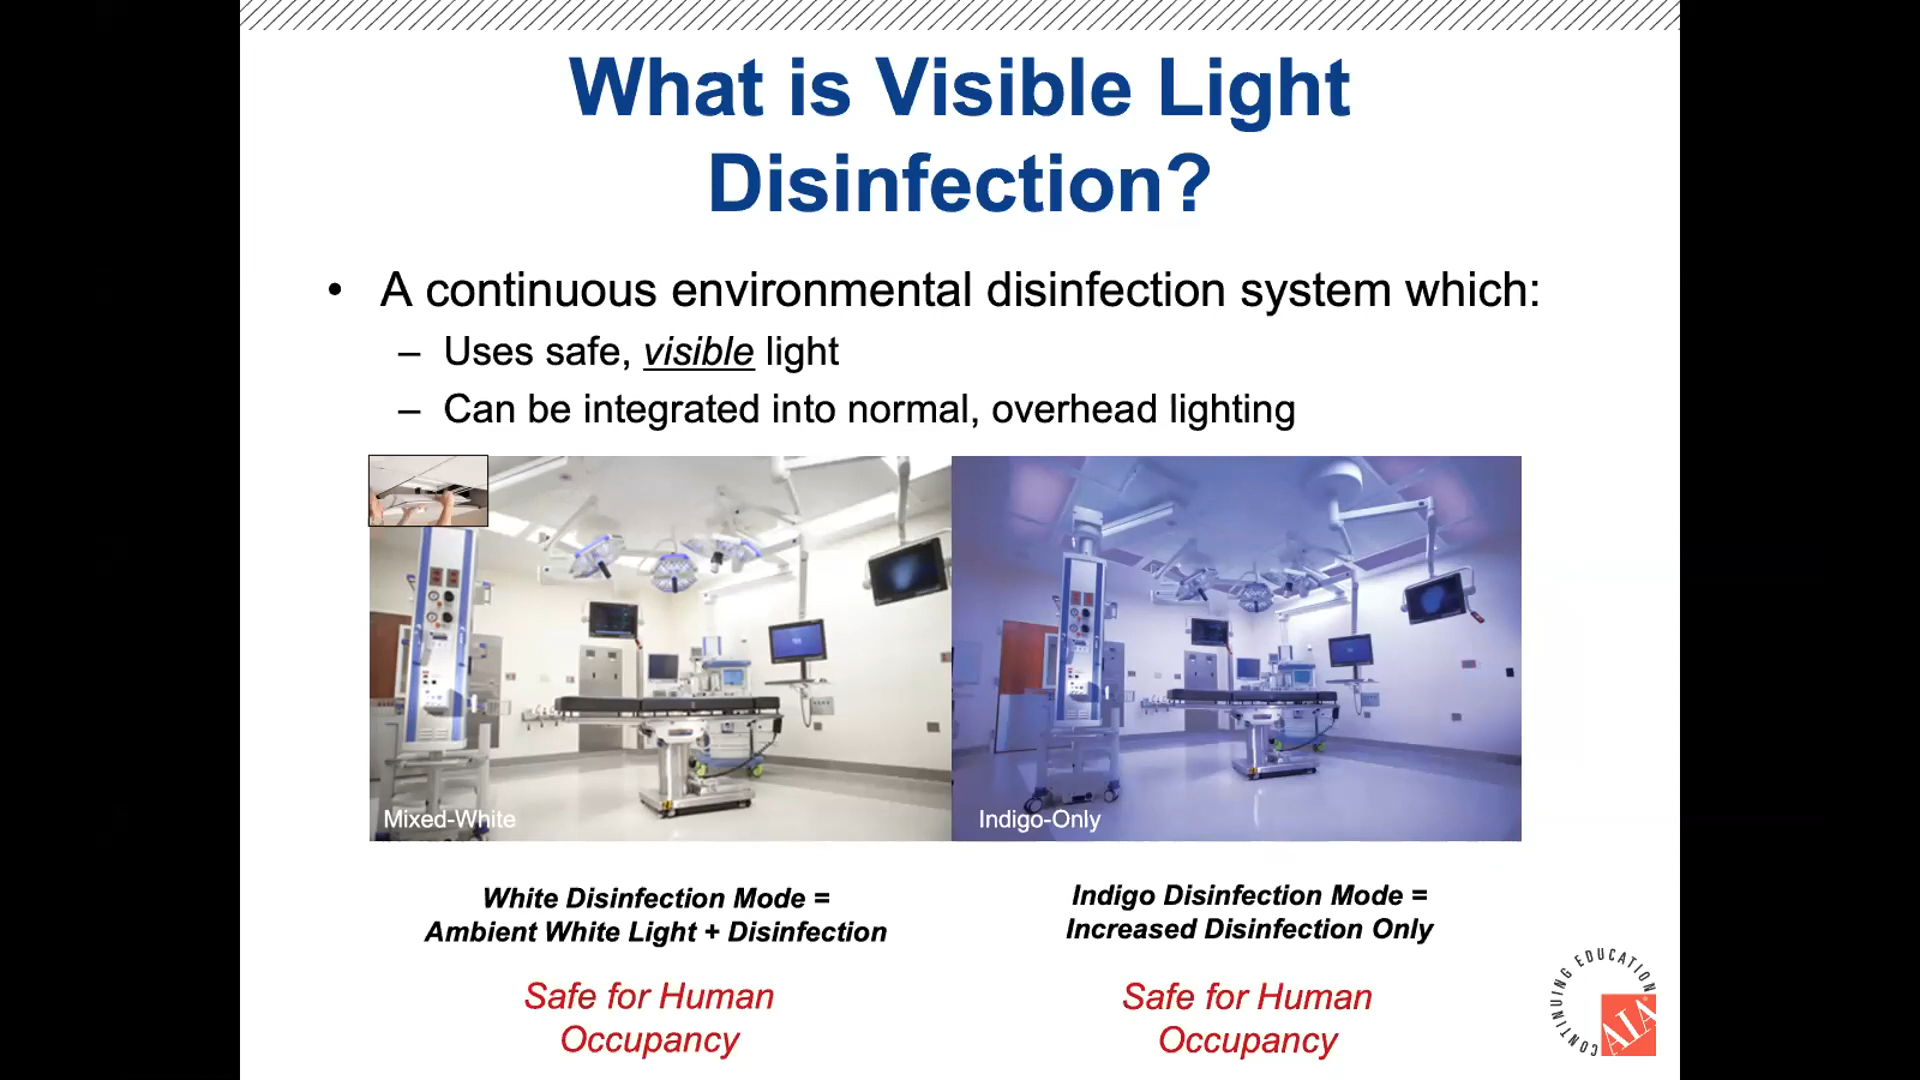 What is Visible Light
Disinfection?
• A continuous environmental disinfection system which:
– Uses safe, visible light
– Can be integrated into normal, overhead lighting
Mixed-White
Indigo-Only
White Disinfection Mode =
Ambient White Light + Disinfection
Indigo Disinfection Mode =
Increased Disinfection Only
Safe for Human
Occupancy
Safe for Human
Occupancy
CONTINUING EDUCATION
AIA